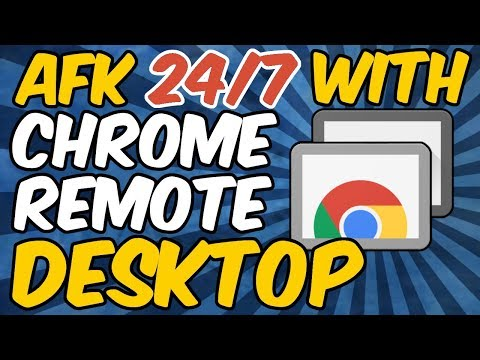 AFK 24/7 WITH
CHROME
REMOTE
DESKTOP